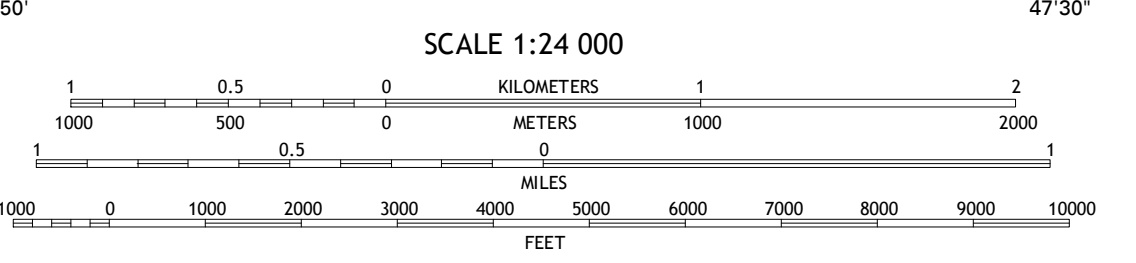 50' 47'30"
SCALE 1:24 000
1 0.5 0 KILOMETERS 1 2
1000 500 0 METERS 1000 2000
1 0.5 0 1
MILES
1000 0 1000 2000 3000 4000 5000 6000 7000 8000 9000 10000
FEET